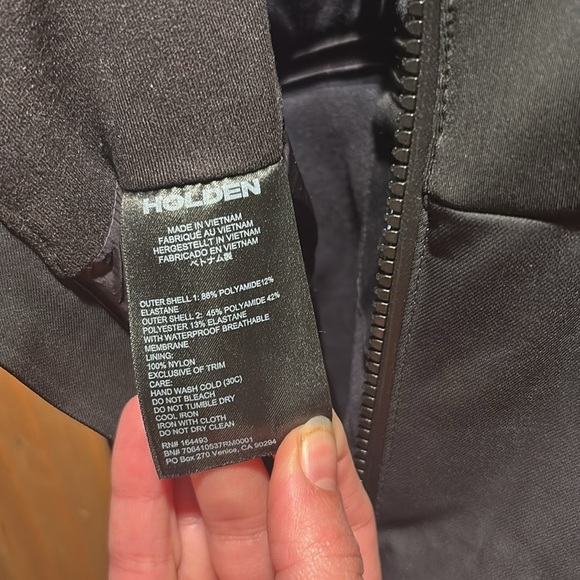 HOLDEN
MADE IN VIETNAM
FABRIQUÉ AU VIETNAM
HERGESTELLT IN VIETNAM
FABRICADO EN VIETNAM
ベトナム製
OUTER SHELL 1: 88% POLYAMIDE12%
ELASTANE
OUTER SHELL 2: 45% POLYAMIDE 42%
POLYESTER 13% ELASTANE
WITH WATERPROOF BREATHABLE
MEMBRANE
LINING:
100% NYLON
EXCLUSIVE OF TRIM
CARE:
HAND WASH COLD (30C)
DO NOT BLEACH
DO NOT TUMBLE DRY
COOL IRON
IRON WITH CLOTH
DO NOT DRY CLEAN
RN# 164493
BN# 706410537RM0001
PO Box 270 Venice, CA 90294